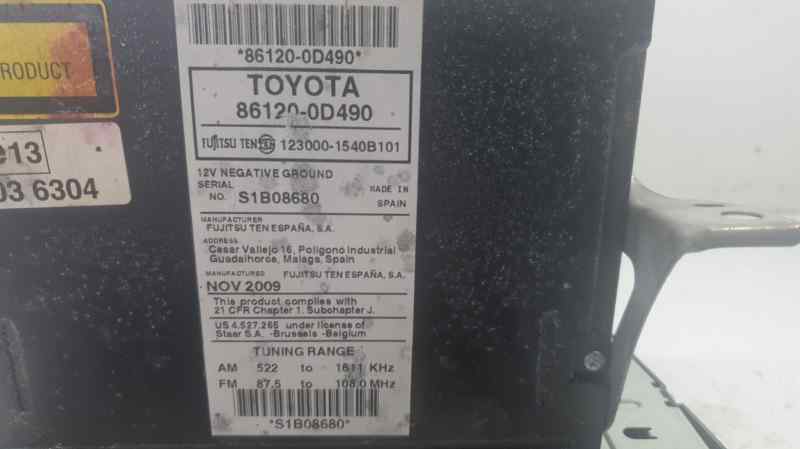 PRODUCT
e13
03 6304
*86120-0D490*
TOYOTA
86120-0D490
FUJITSU TEN TEN 123000-1540B101
12V NEGATIVE GROUND
SERIAL
NO. S1B08680
MADE IN
SPAIN
MANUFACTURER
FUJITSU TEN ESPAÑA, S.A.
ADDRESS
Cesar Vallejo 16, Poligono Industrial
Guadalhorce, Malaga, Spain
MANUFACTURED FUJITSU TEN ESPAÑA, S.A.
NOV 2009
This product complies with
21 CFR Chapter 1. Subchapter J.
US 4,527,265 under license of
Staar S.A. -Brussels -Belgium
TUNING RANGE
AM 522 to 1611 KHz
FM 87.5 to 108.0 MHz
*S1B08680*